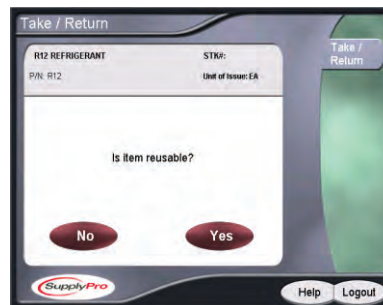 Take / Return
Take /
Return
R12 REFRIGERANT STK#:
P/N: R12 Unit of Issue: EA
Is item reusable?
No Yes
SupplyPro
Help Logout